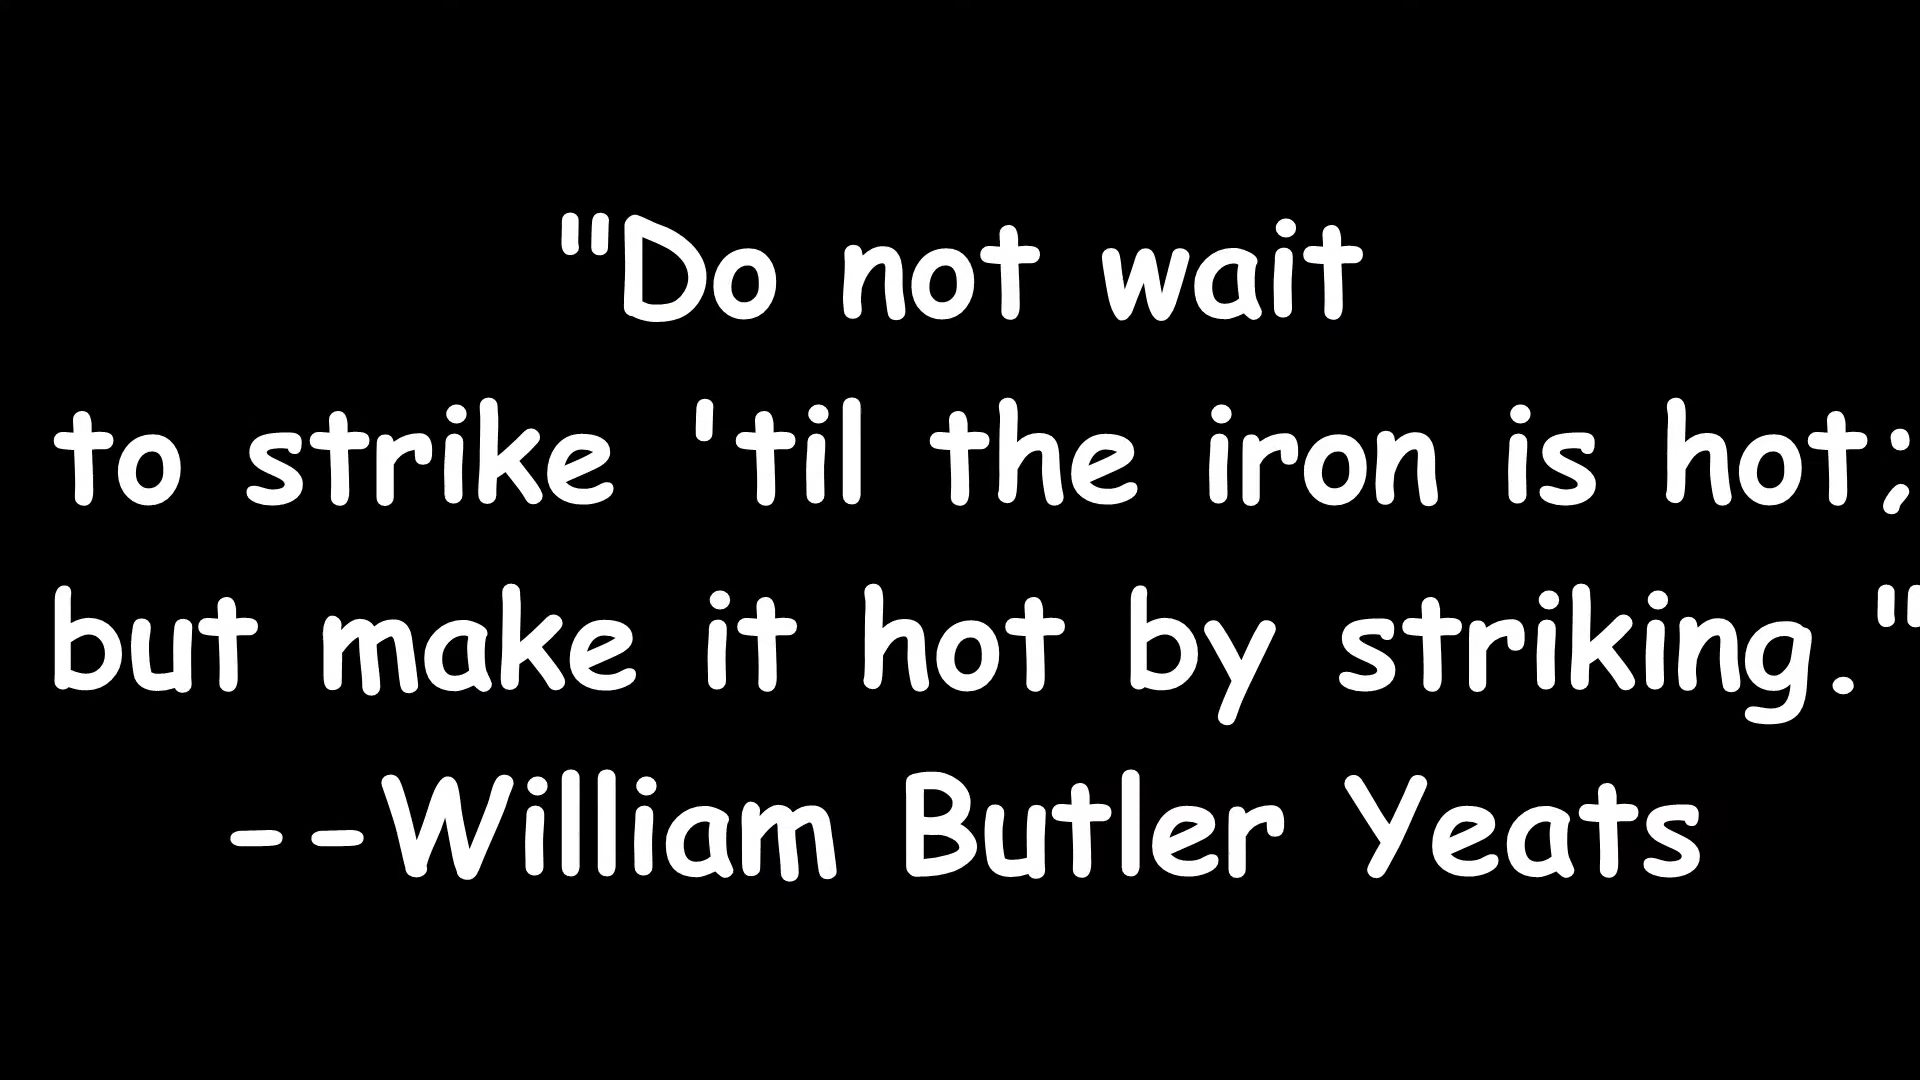 "Do not wait
to strike 'til the iron is hot;
but make it hot by striking."
--William Butler Yeats